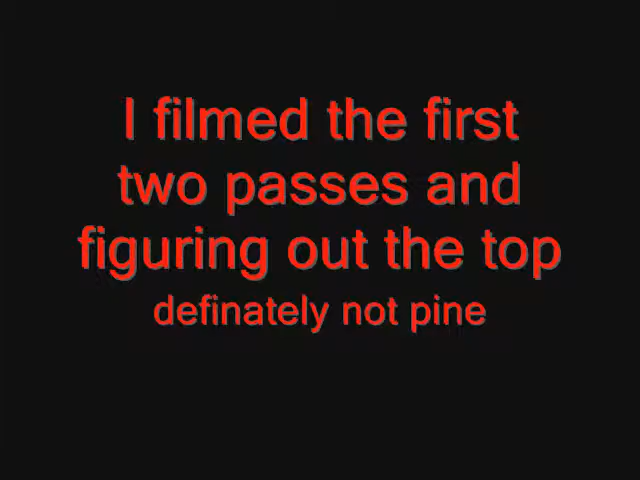 I filmed the first
two passes and
figuring out the top
definately not pine